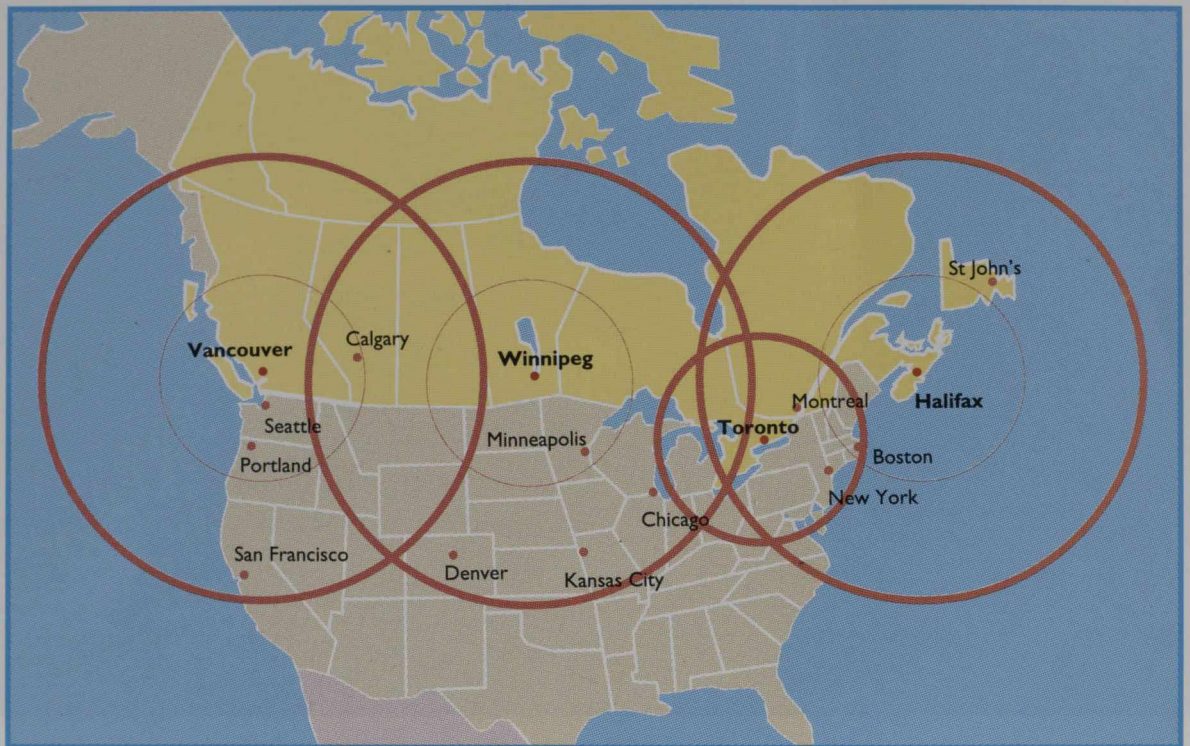 St John's
Calgary
Vancouver
Winnipeg
Montreal
Halifax
Seattle
Toronto
Minneapolis
Portland
Boston
New York
Chicago
San Francisco
Denver
Kansas City